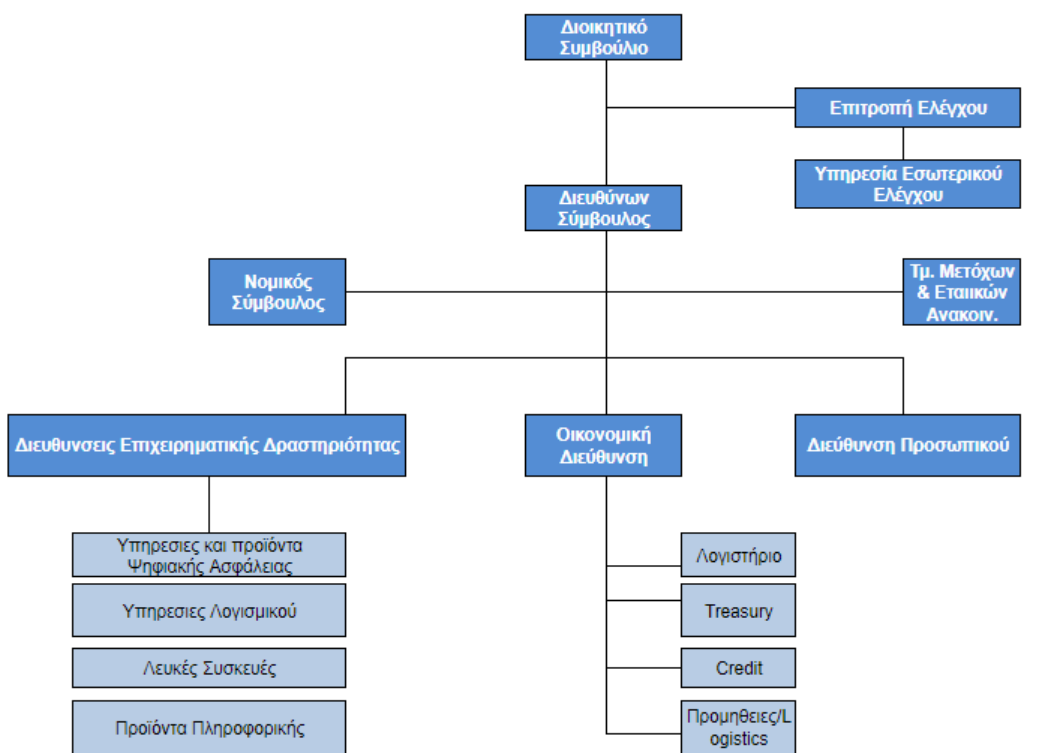 Διοικητικό
Συμβούλιο
Επιτροπή Ελέγχου
Υπηρεσία Εσωτερικού
Ελέγχου
Διευθύνων
Σύμβουλος
Νομικός
Σύμβουλος
Τμ. Μετόχων
& Εταιικών
Ανακοιν.
Διευθυνσεις Επιχειρηματικής Δραστηριότητας
Οικονομική
Διεύθυνση
Διεύθυνση Προσωπικού
Υπηρεσιες και προϊόντα
Ψηφιακής Ασφάλειας
Υπηρεσιες Λογισμικού
Λευκές Συσκευές
Προϊόντα Πληροφορικής
Λογιστήριο
Treasury
Credit
Προμηθειες/L
ogistics